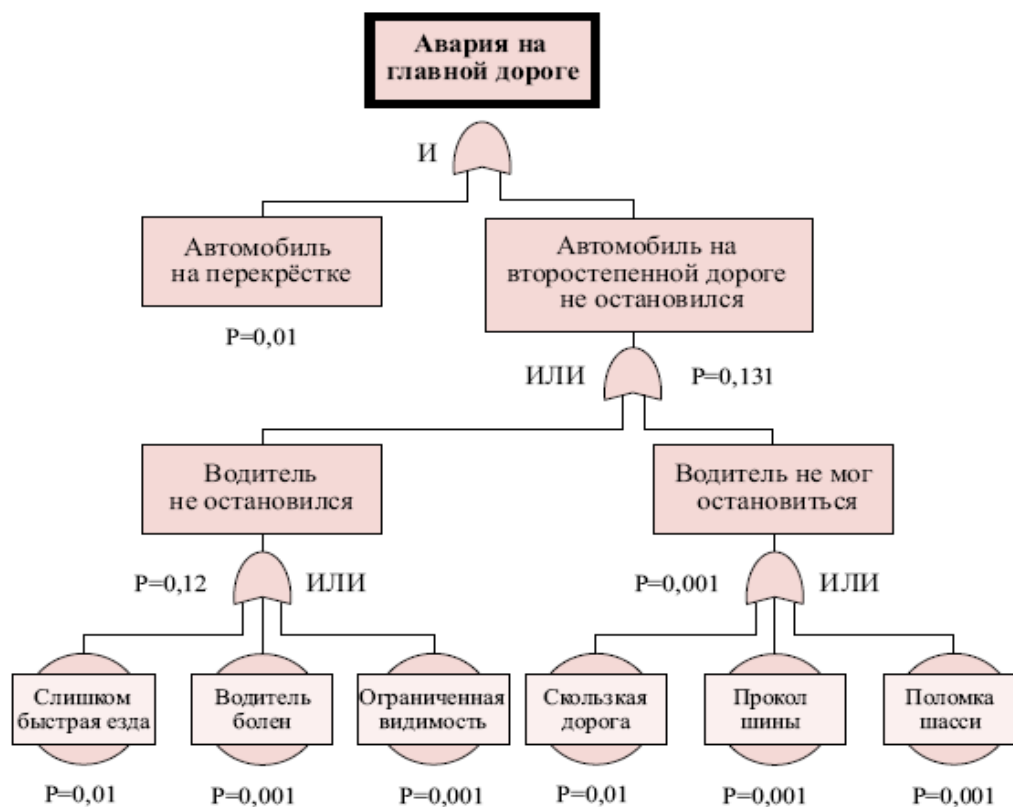 Авария на
главной дороге
И
Автомобиль
на перекрёстке
Автомобиль на
второстепенной дороге
не остановился
P=0,01
ИЛИ
P=0,131
Водитель
не остановился
Водитель не мог
остановиться
P=0,12
ИЛИ
P=0,001
ИЛИ
Слишком
быстрая езда
Водитель
болен
Ограниченная
видимость
Скользкая
дорога
Прокол
шины
Поломка
шасси
P=0,01
P=0,001
P=0,001
P=0,01
P=0,001
P=0,001